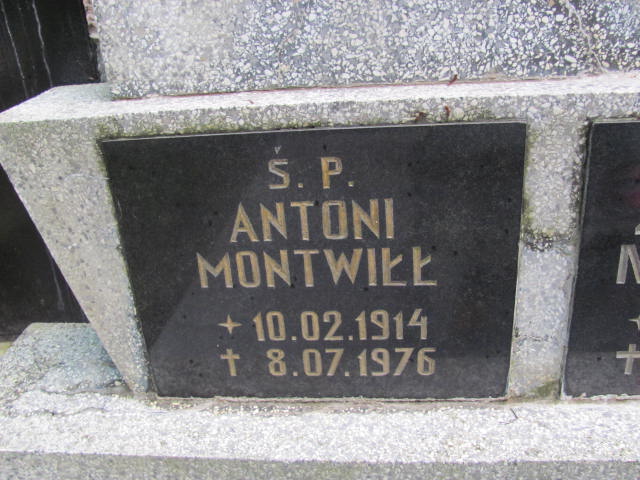 Ś. P.
ANTONI
MONTWIŁŁ
✦ 10.02.1914
† 8.07.1976